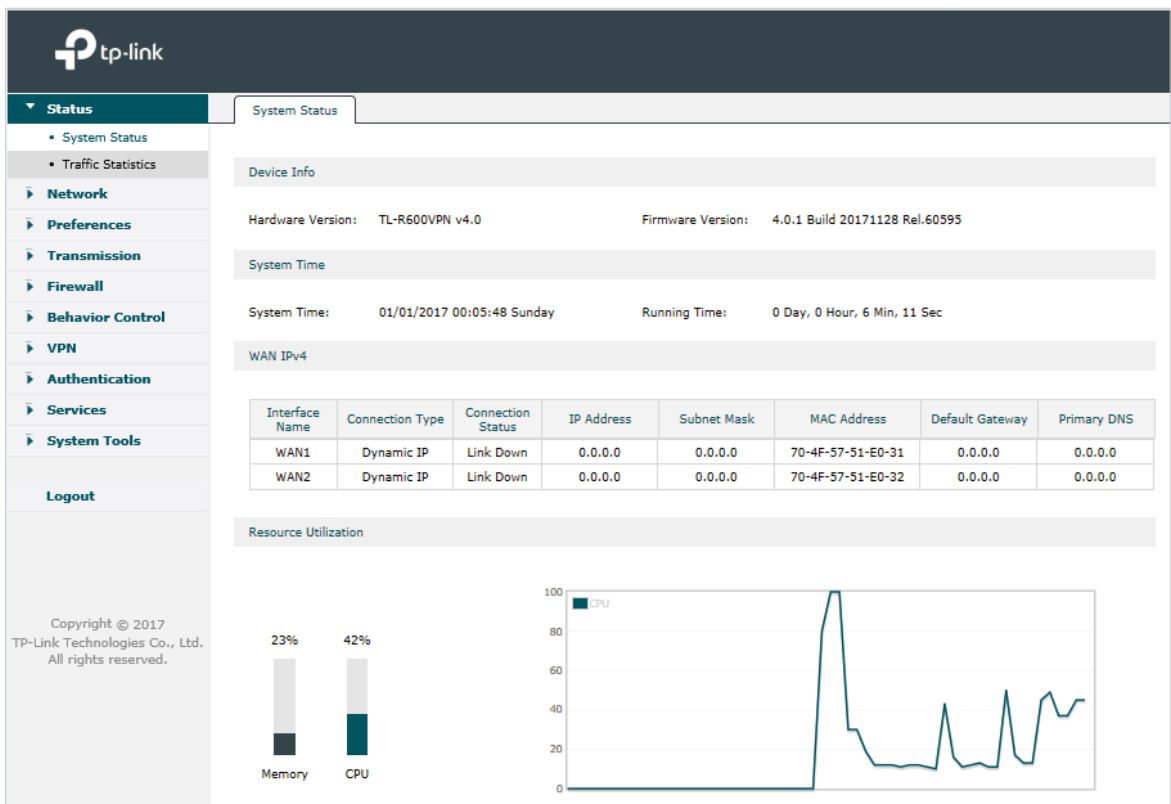 tp-link
Status
System Status
Traffic Statistics
Network
Preferences
Transmission
Firewall
Behavior Control
VPN
Authentication
Services
System Tools
Logout
Copyright © 2017
TP-Link Technologies Co., Ltd.
All rights reserved.
System Status
Device Info
Hardware Version: TL-R600VPN v4.0 Firmware Version: 4.0.1 Build 20171128 Rel.60595
System Time
System Time: 01/01/2017 00:05:48 Sunday Running Time: 0 Day, 0 Hour, 6 Min, 11 Sec
WAN IPv4
Interface Name Connection Type Connection Status IP Address Subnet Mask MAC Address Default Gateway Primary DNS
WAN1 Dynamic IP Link Down 0.0.0.0 0.0.0.0 70-4F-57-51-E0-31 0.0.0.0 0.0.0.0
WAN2 Dynamic IP Link Down 0.0.0.0 0.0.0.0 70-4F-57-51-E0-32 0.0.0.0 0.0.0.0
Resource Utilization
23% 42%
Memory CPU
CPU
100
80
60
40
20
0